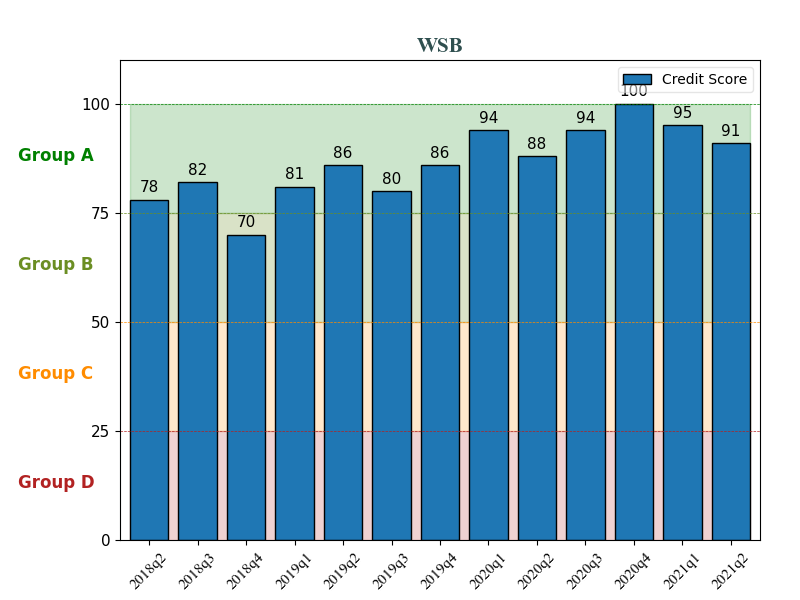 WSB
Credit Score
100
75
50
25
0
Group A
Group B
Group C
Group D
78
82
70
81
86
80
86
94
88
94
100
95
91
2018q2
2018q3
2018q4
2019q1
2019q2
2019q3
2019q4
2020q1
2020q2
2020q3
2020q4
2021q1
2021q2